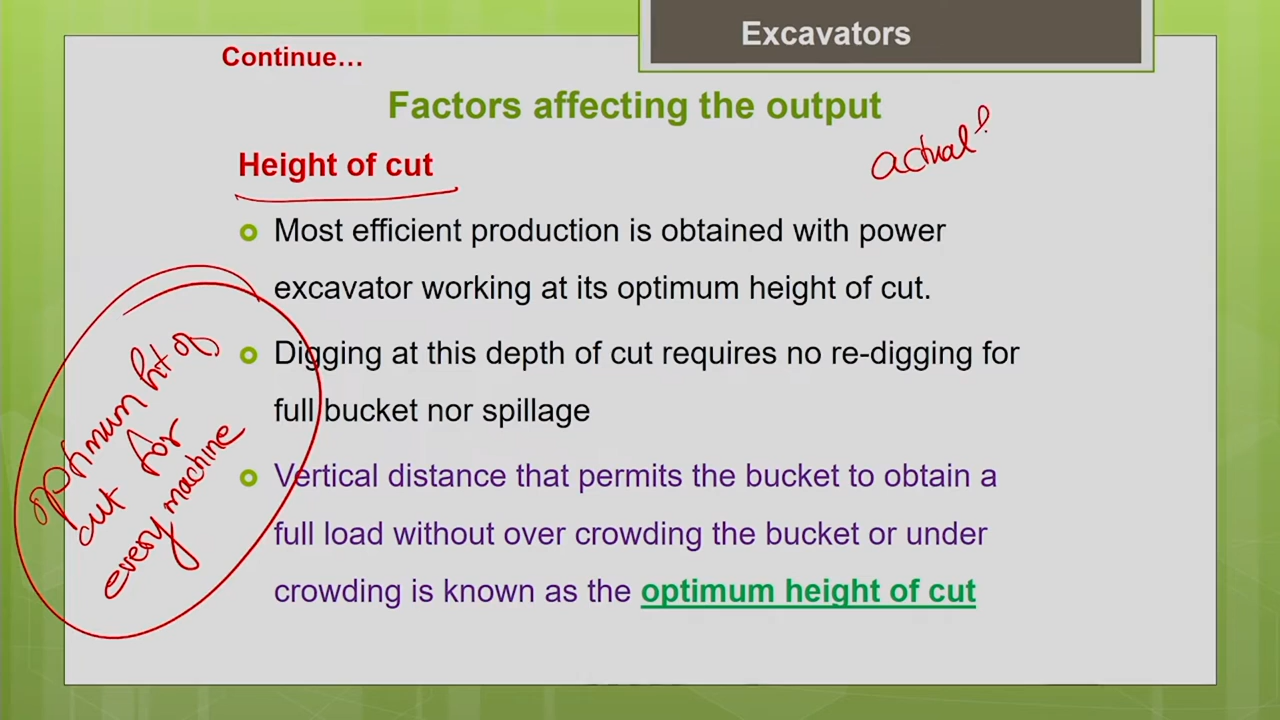 Excavators
Continue…
Factors affecting the output
actual
Height of cut
Most efficient production is obtained with power
excavator working at its optimum height of cut.
Digging at this depth of cut requires no re-digging for
full bucket nor spillage
Vertical distance that permits the bucket to obtain a
full load without over crowding the bucket or under
crowding is known as the optimum height of cut
optimum ht of
cut for
every machine